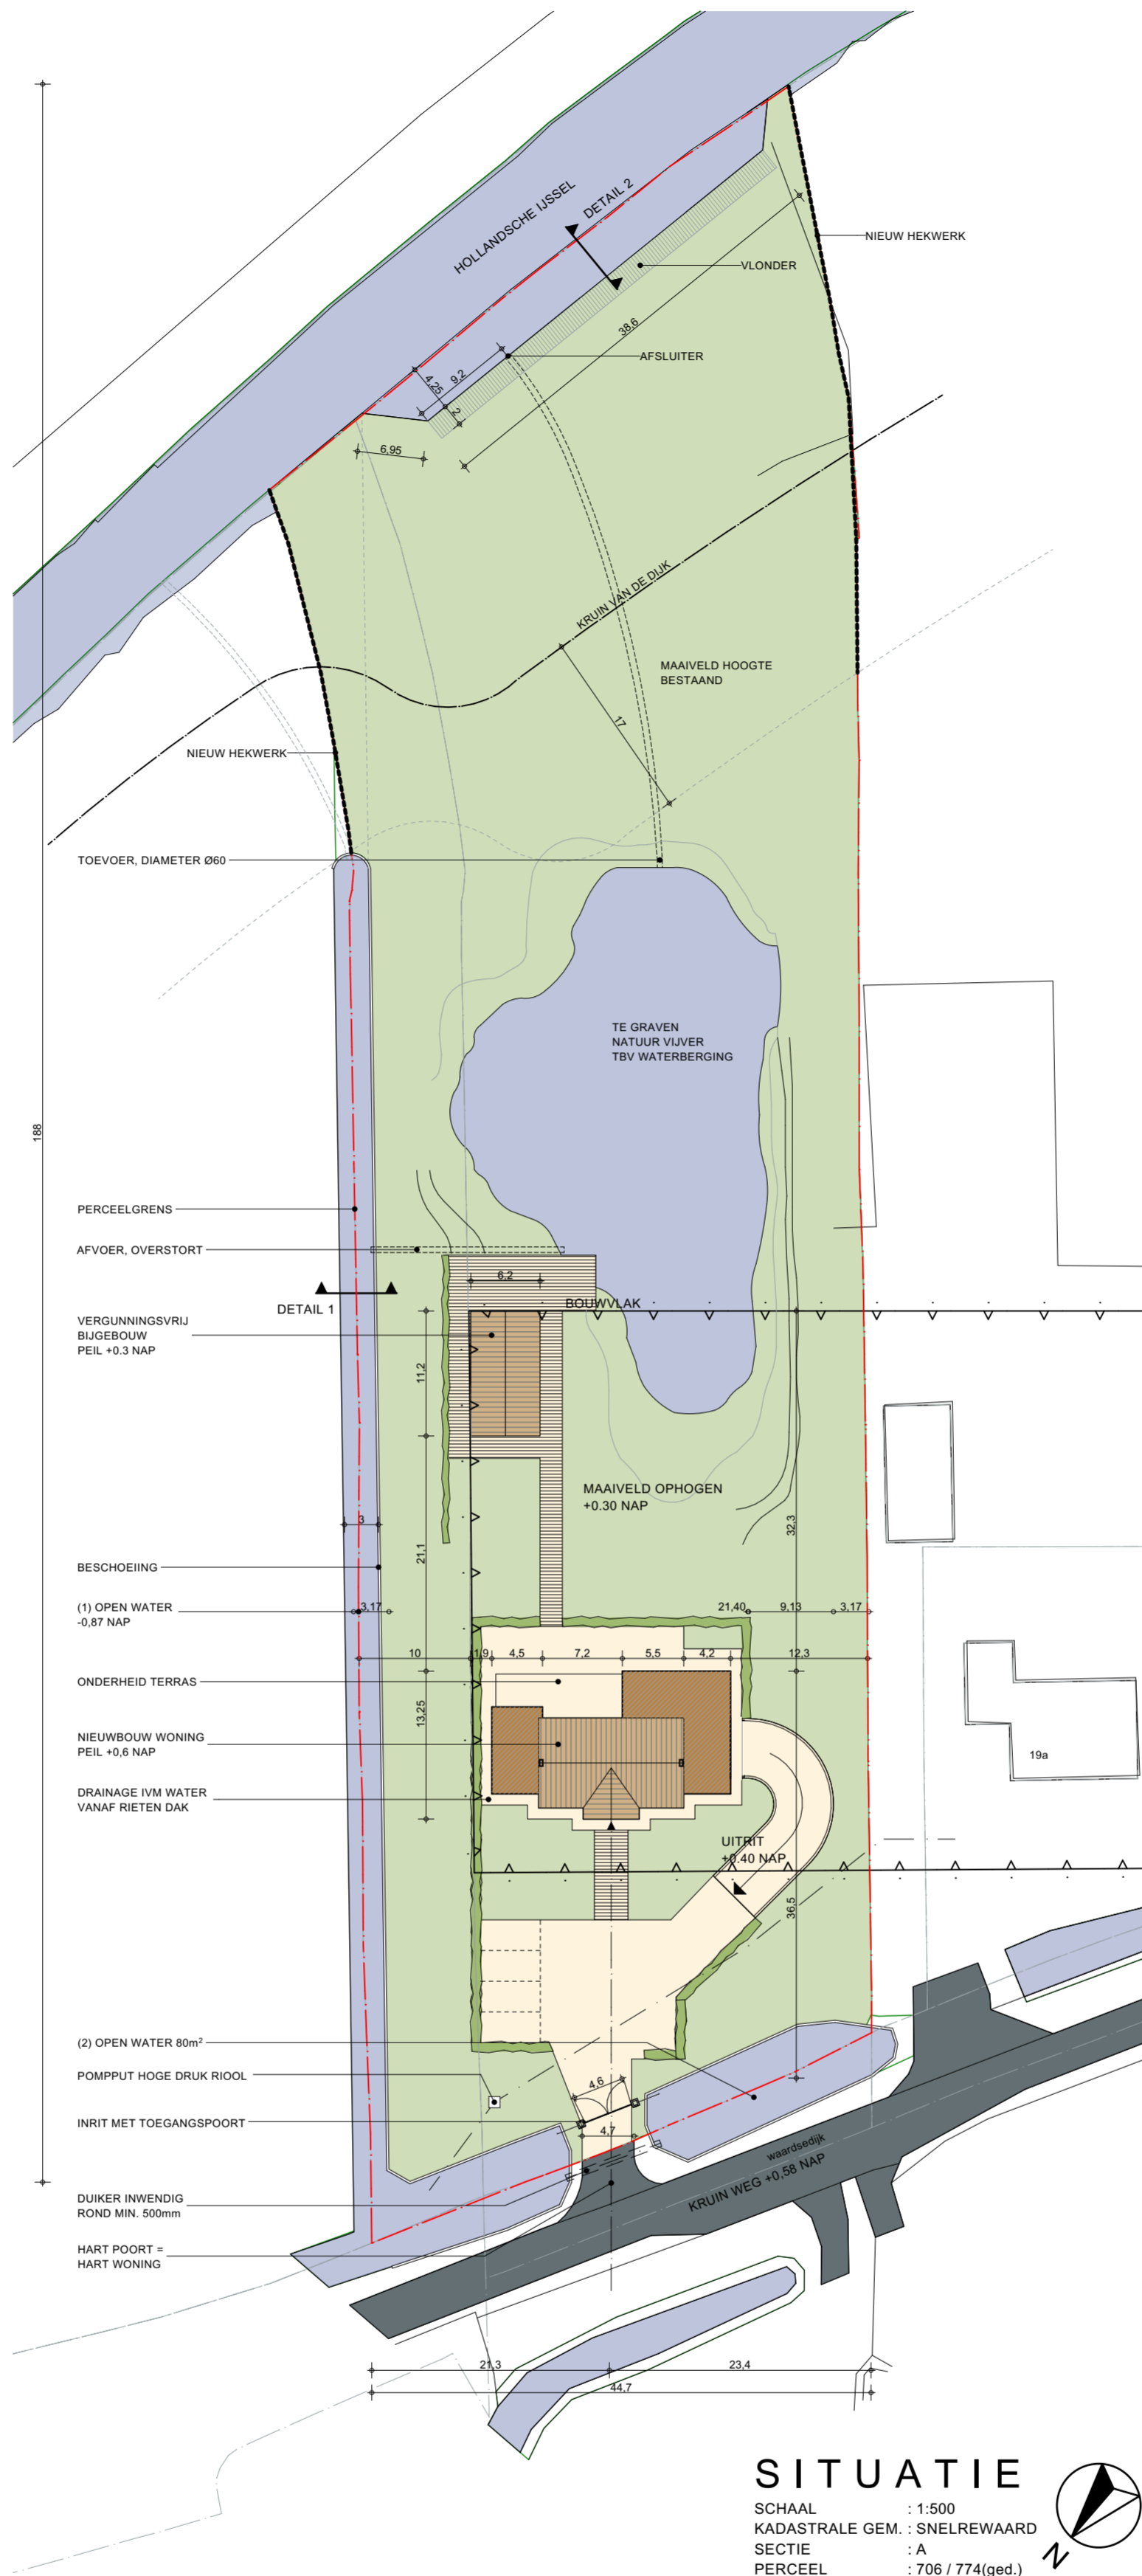 HOLLANDSCHE IJSSEL
DETAIL 2
NIEUW HEKWERK
VLONDER
38,6
AFSLUITER
9,2
4,25
2
6,95
KRUIN VAN DE DIJK
MAAIVELD HOOGTE
BESTAAND
17
NIEUW HEKWERK
TOEVOER, DIAMETER Ø60
TE GRAVEN
NATUUR VIJVER
TBV WATERBERGING
188
PERCEELGRENS
AFVOER, OVERSTORT
6,2
DETAIL 1
BOUWVLAK
VERGUNNINGSVRIJ
BIJGEBOUW
PEIL +0.3 NAP
11,2
MAAIVELD OPHOGEN
+0.30 NAP
3
21,1
32,3
BESCHOEIING
(1) OPEN WATER
-0,87 NAP
3,17
21,40
9,13
3,17
10
1,9
4,5
7,2
5,5
4,2
12,3
ONDERHEID TERRAS
13,25
NIEUWBOUW WONING
PEIL +0,6 NAP
19a
DRAINAGE IVM WATER
VANAF RIETEN DAK
UITRIT
+0.40 NAP
36,5
(2) OPEN WATER 80m²
POMPPUT HOGE DRUK RIOOL
4,6
INRIT MET TOEGANGSPOORT
4,7
waardsedijk
KRUIN WEG +0,58 NAP
DUIKER INWENDIG
ROND MIN. 500mm
HART POORT =
HART WONING
21,3
23,4
44,7
SITUATIE
SCHAAL : 1:500
KADASTRALE GEM. : SNELREWAARD
SECTIE : A
PERCEEL : 706 / 774(ged.)
N